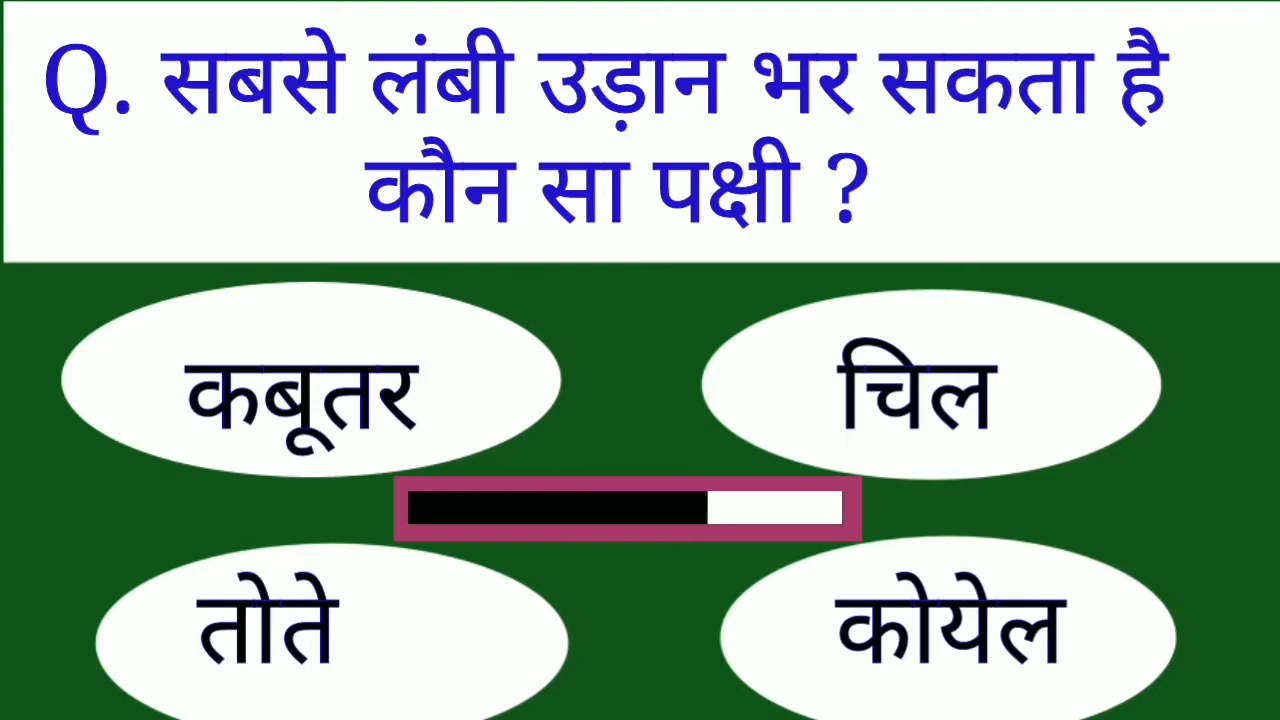 Q. सबसे लंबी उड़ान भर सकता है
कौन सा पक्षी ?
कबूतर
चिल
तोते
कोयेल